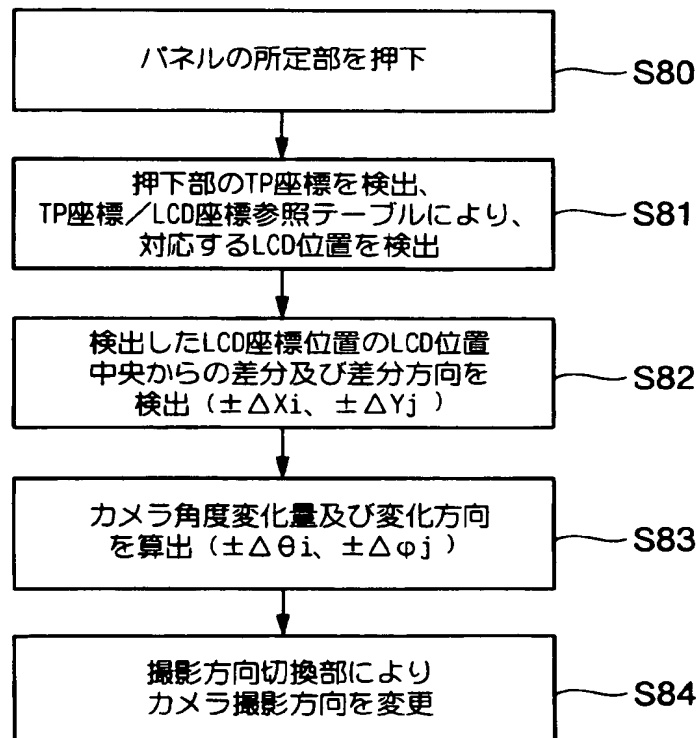 パネルの所定部を押下
S80
押下部のTP座標を検出、
TP座標／LCD座標参照テーブルにより、
対応するLCD位置を検出
S81
検出したLCD座標位置のLCD位置
中央からの差分及び差分方向を
検出（±ΔXi、±ΔYj）
S82
カメラ角度変化量及び変化方向
を算出（±Δθi、±Δφj）
S83
撮影方向切換部により
カメラ撮影方向を変更
S84